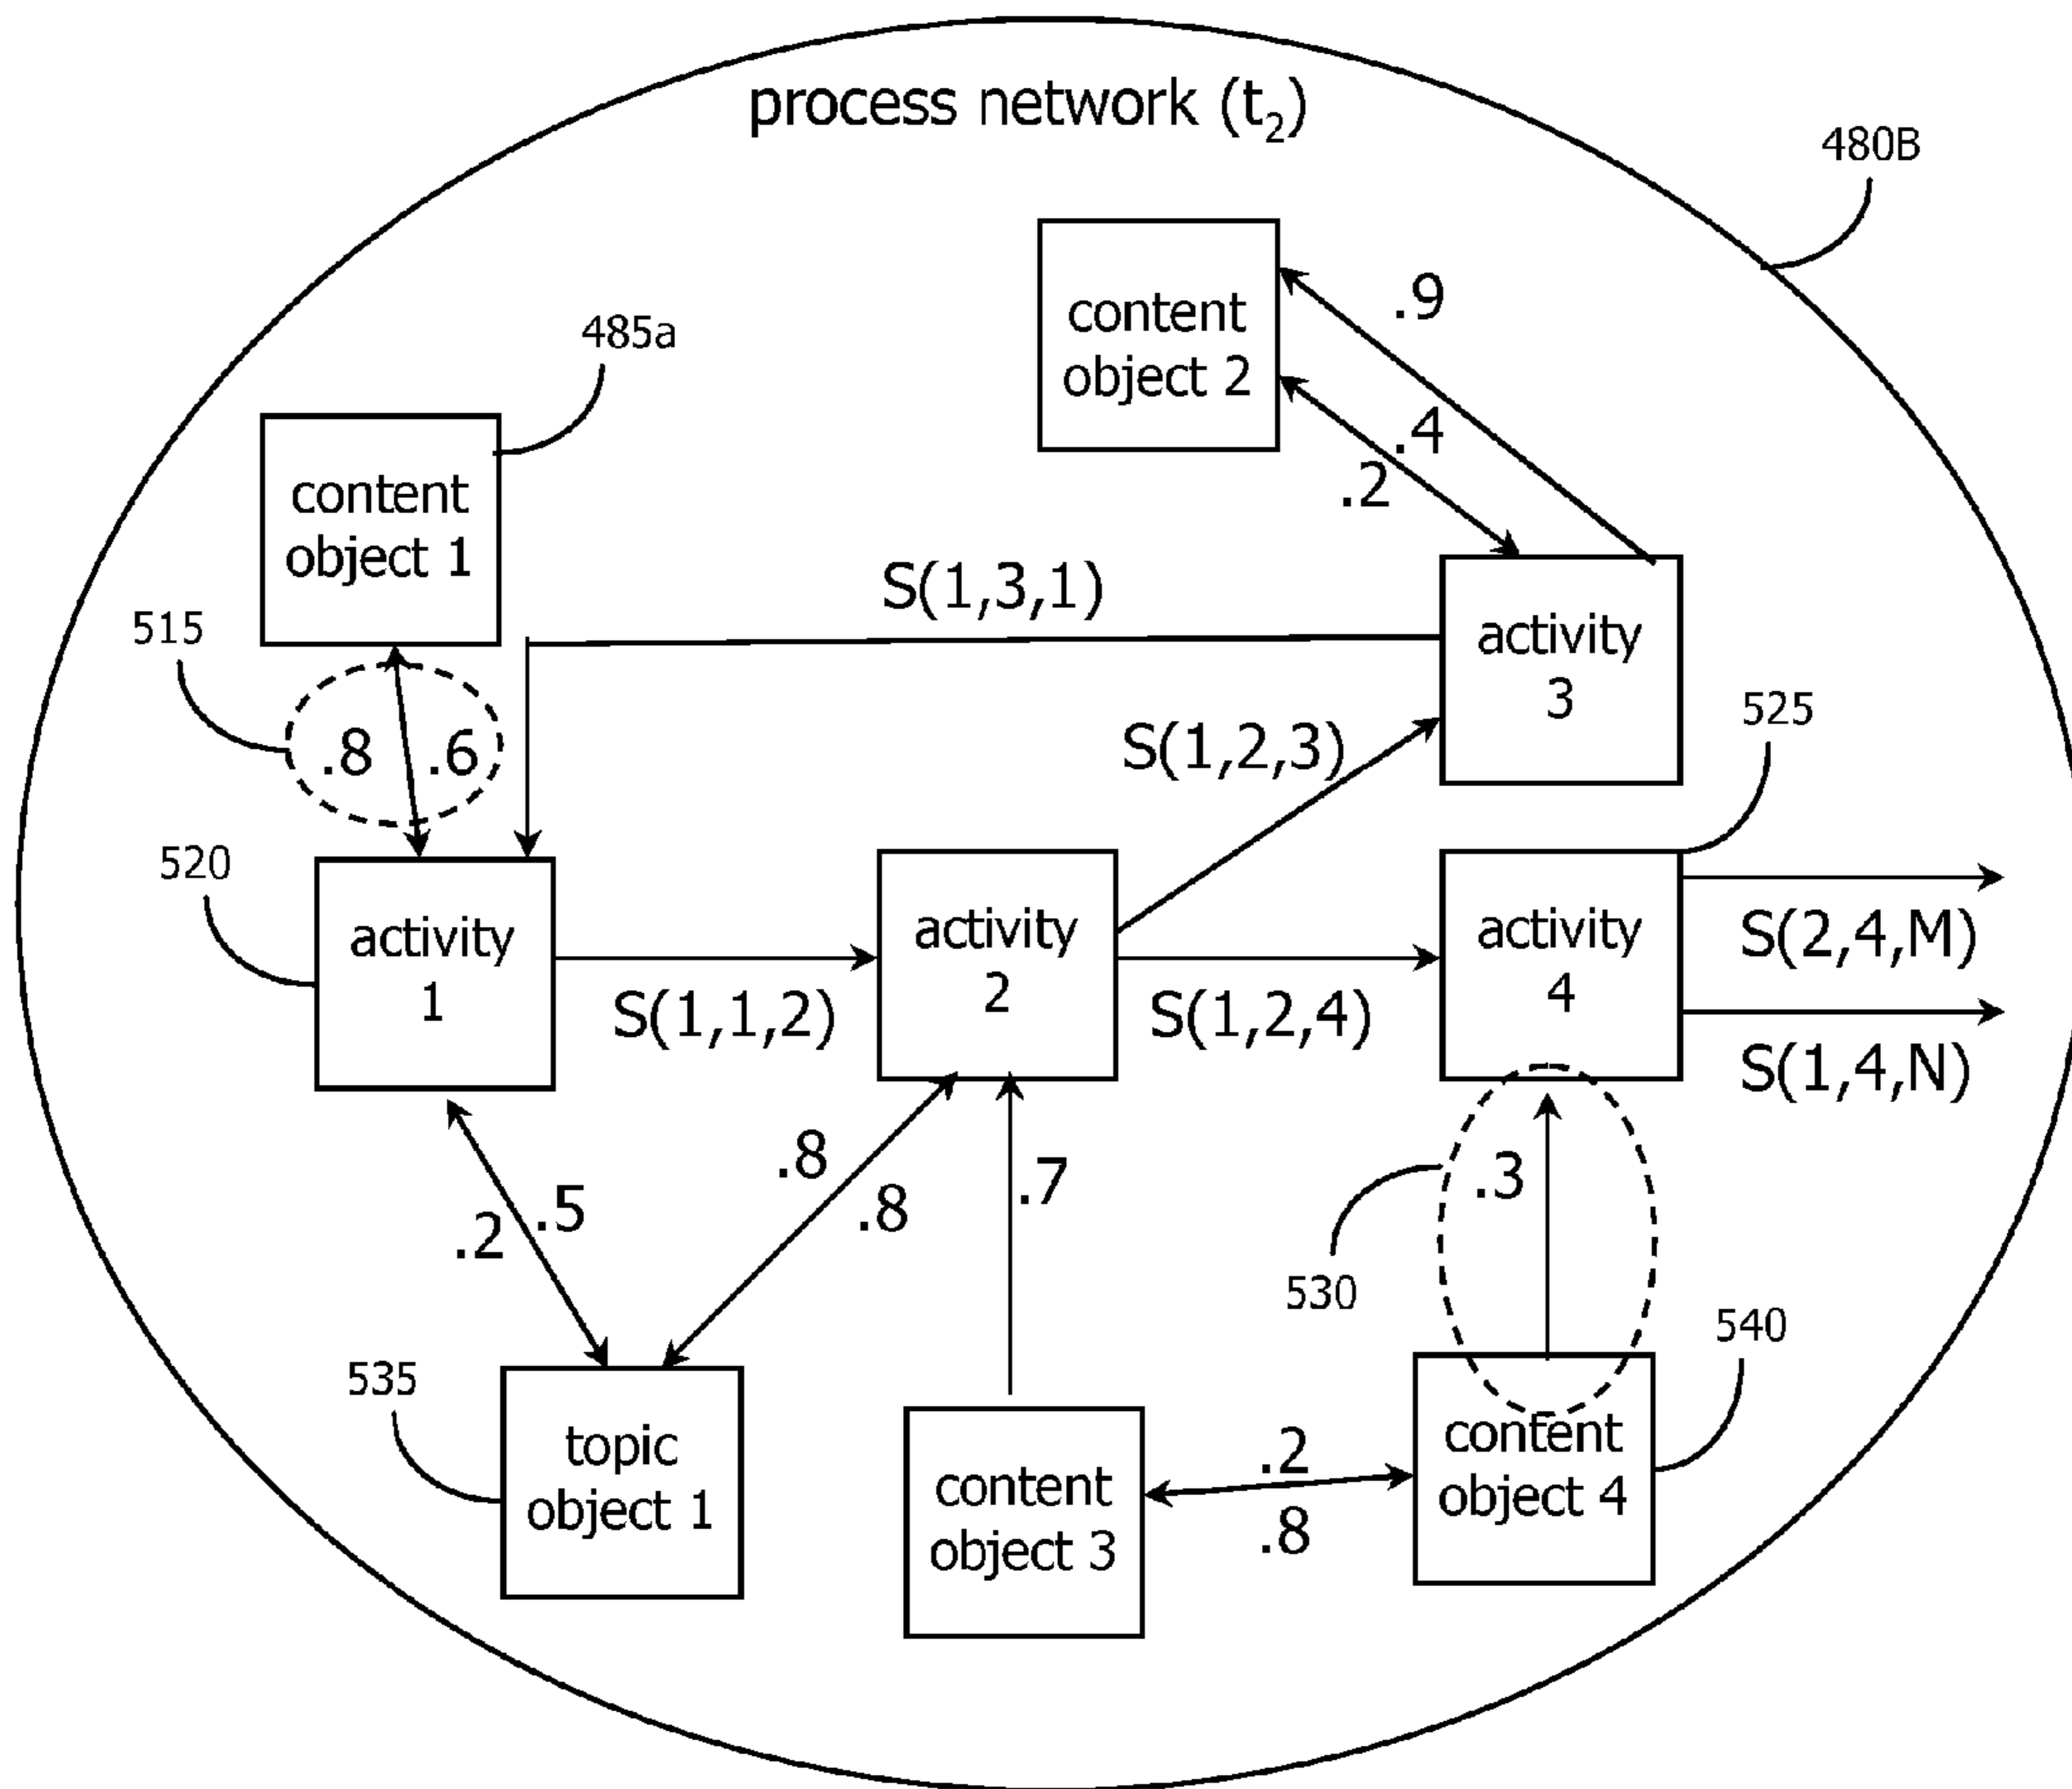 process network (t₂)
480B
content
object 2
.9
.4
.2
485a
content
object 1
515
.8
.6
S(1,3,1)
activity
3
S(1,2,3)
525
520
activity
1
S(1,1,2)
activity
2
S(1,2,4)
activity
4
S(2,4,M)
S(1,4,N)
.2
.5
.8
.8
.7
.3
530
540
535
topic
object 1
content
object 3
.2
.8
content
object 4